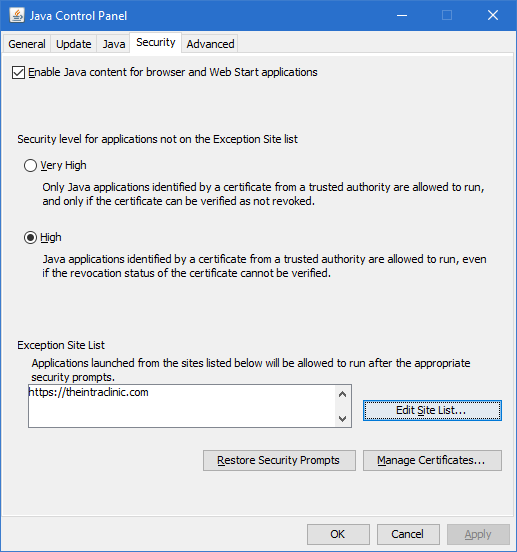 Java Control Panel
General Update Java Security Advanced
Enable Java content for browser and Web Start applications
Security level for applications not on the Exception Site list
Very High
Only Java applications identified by a certificate from a trusted authority are allowed to run,
and only if the certificate can be verified as not revoked.
High
Java applications identified by a certificate from a trusted authority are allowed to run, even
if the revocation status of the certificate cannot be verified.
Exception Site List
Applications launched from the sites listed below will be allowed to run after the appropriate
security prompts.
https://theintraclinic.com
Edit Site List...
Restore Security Prompts Manage Certificates...
OK Cancel Apply